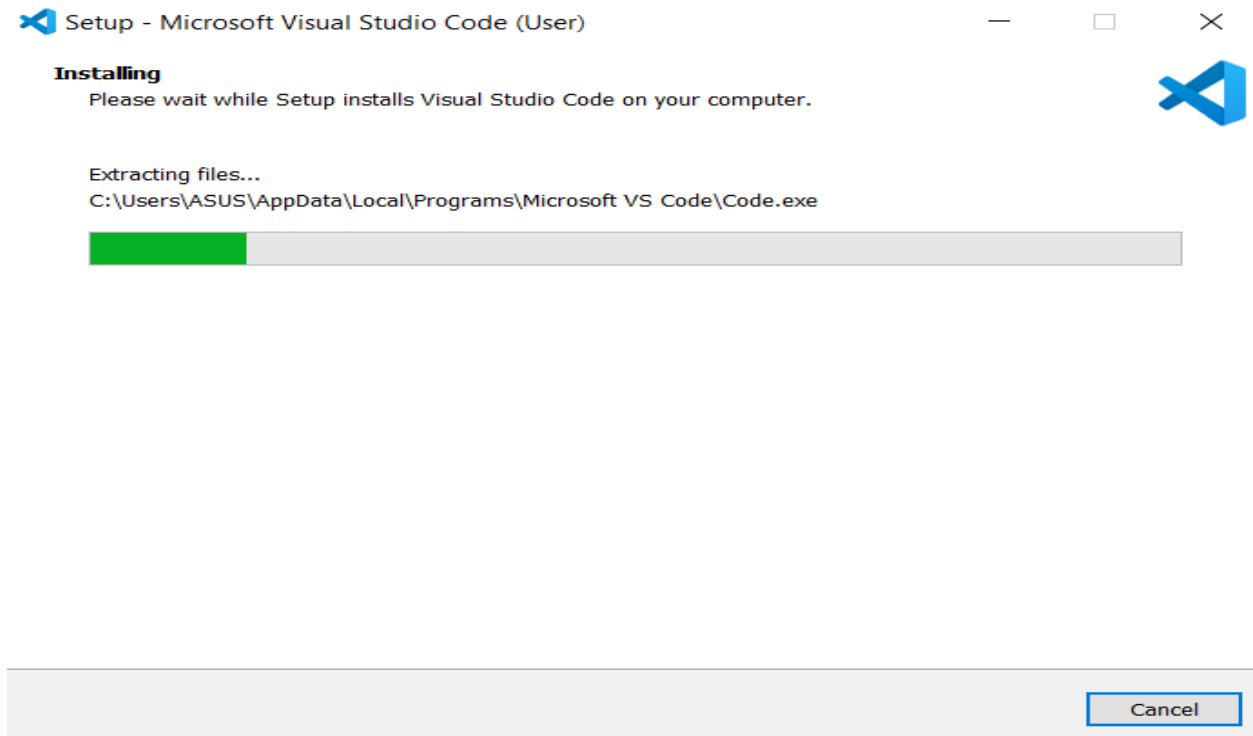 Setup - Microsoft Visual Studio Code (User)
Installing
Please wait while Setup installs Visual Studio Code on your computer.
Extracting files...
C:\Users\ASUS\AppData\Local\Programs\Microsoft VS Code\Code.exe
Cancel